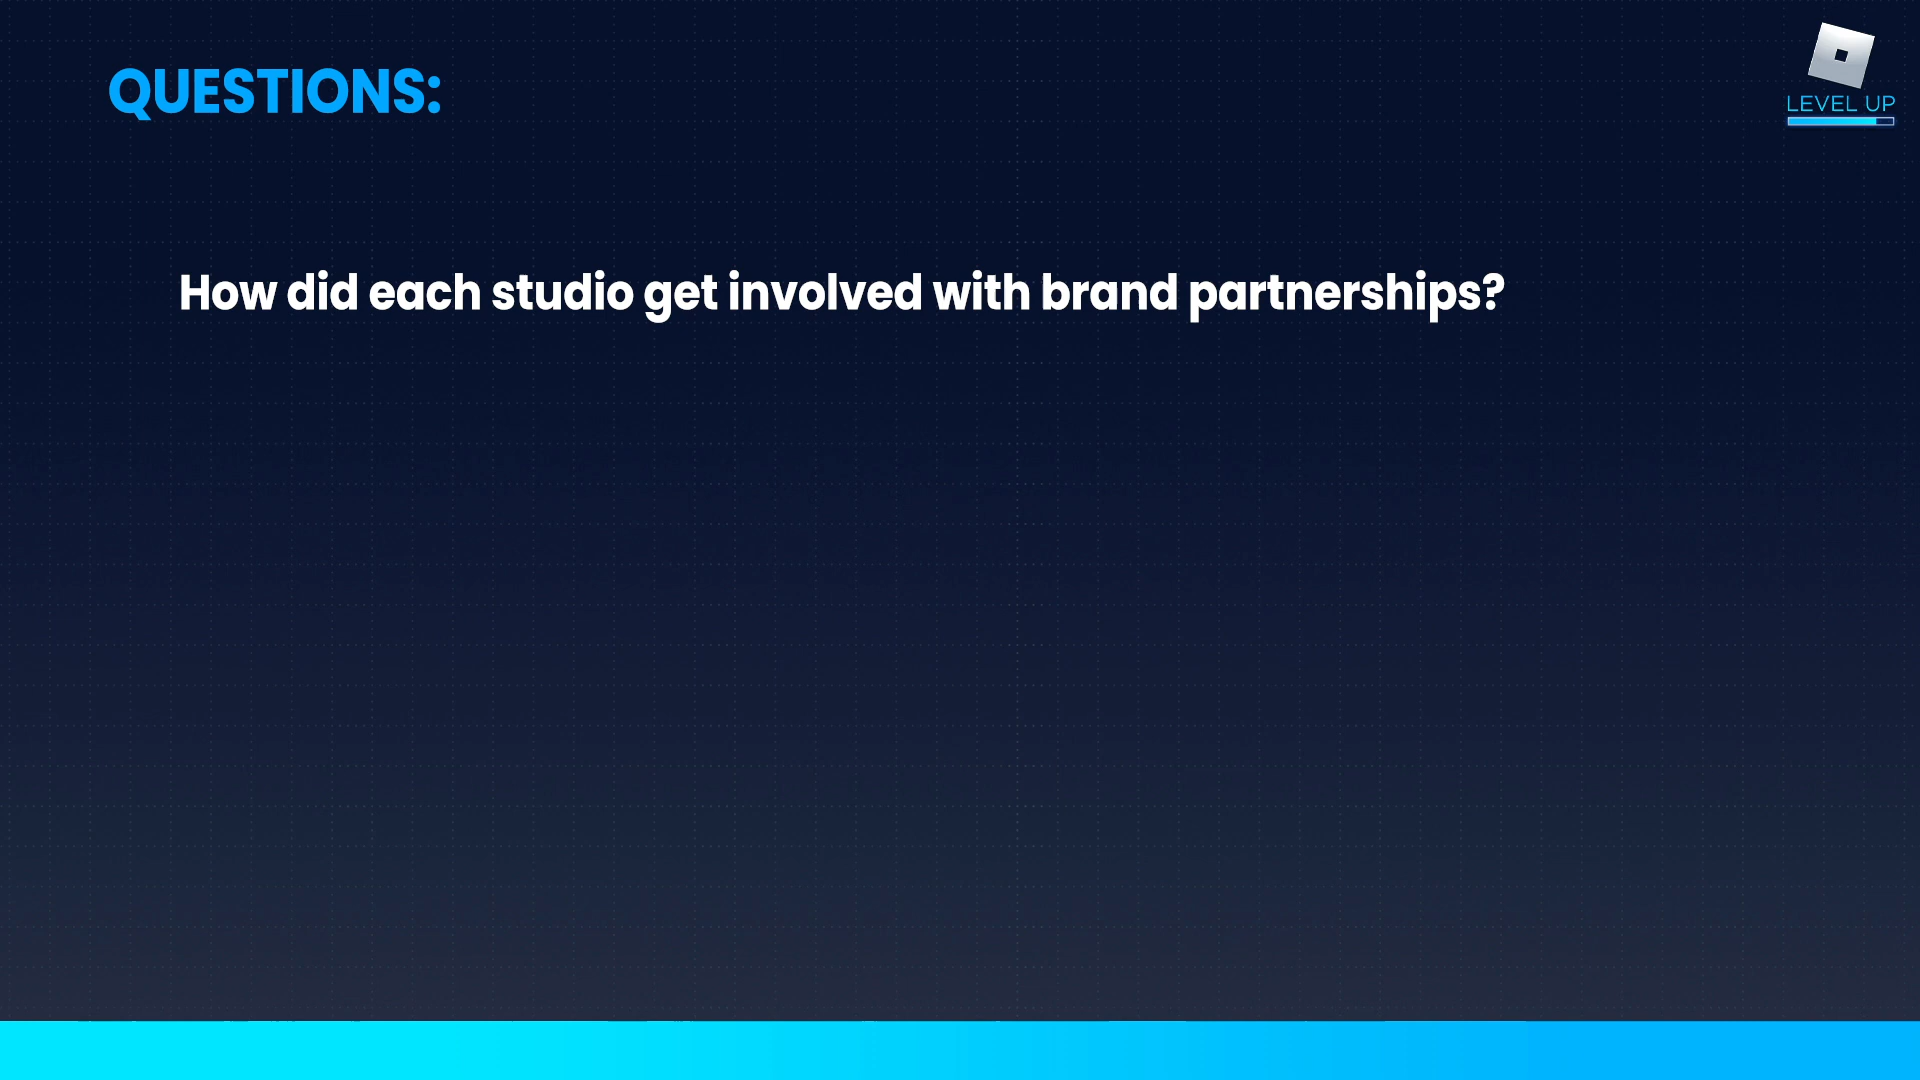 QUESTIONS:
LEVEL UP
How did each studio get involved with brand partnerships?